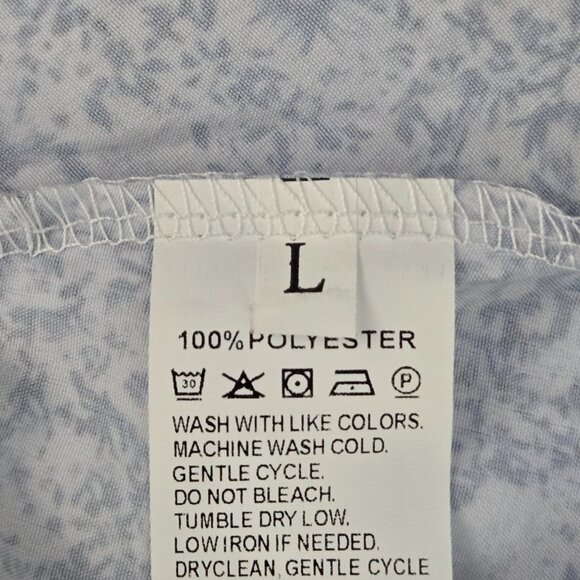 L
100% POLYESTER
30 P
WASH WITH LIKE COLORS.
MACHINE WASH COLD.
GENTLE CYCLE.
DO NOT BLEACH.
TUMBLE DRY LOW.
LOW IRON IF NEEDED.
DRYCLEAN, GENTLE CYCLE